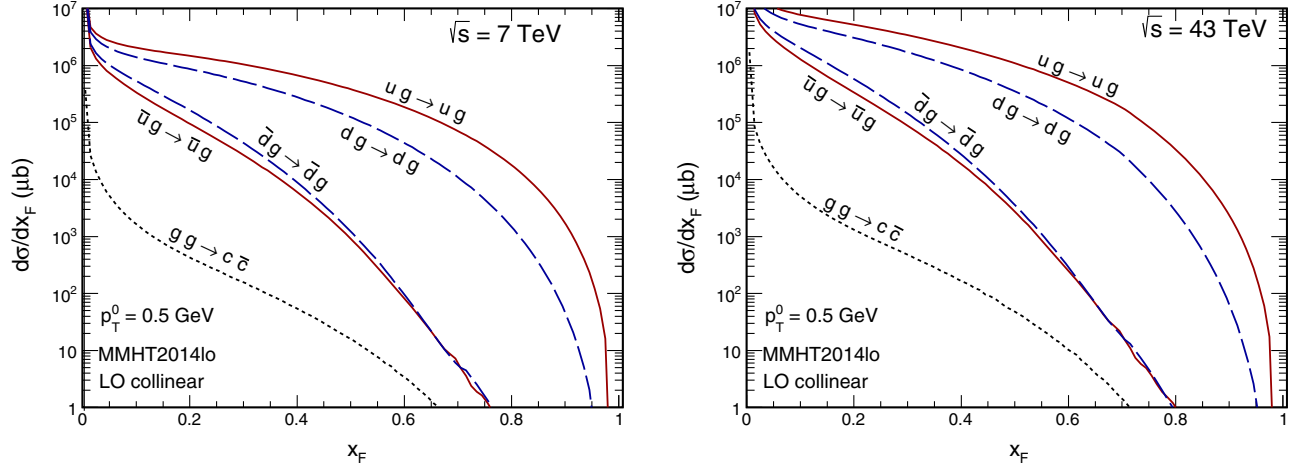 √s = 7 TeV
u g → u g
d g → d g
d̄ g → d̄ g
ū g → ū g
g g → c c̄
p_T^0 = 0.5 GeV
MMHT2014lo
LO collinear
dσ/dx_F (μb)
10^7
10^6
10^5
10^4
10^3
10^2
10
1
0 0.2 0.4 0.6 0.8 1
x_F
√s = 43 TeV
u g → u g
d g → d g
d̄ g → d̄ g
ū g → ū g
g g → c c̄
p_T^0 = 0.5 GeV
MMHT2014lo
LO collinear
dσ/dx_F (μb)
10^7
10^6
10^5
10^4
10^3
10^2
10
1
0 0.2 0.4 0.6 0.8 1
x_F